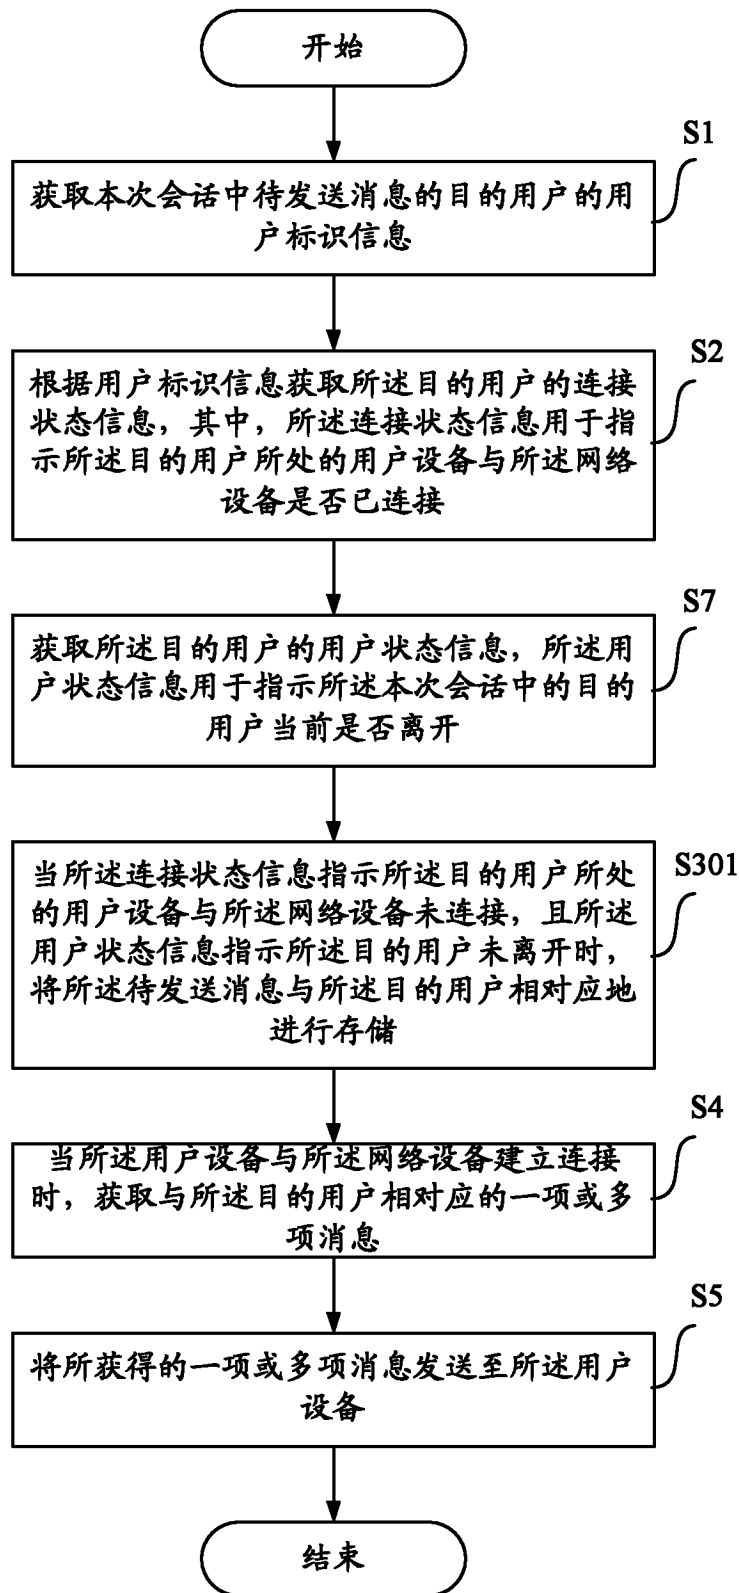 开始
S1
获取本次会话中待发送消息的目的用户的用
户标识信息
S2
根据用户标识信息获取所述目的用户的连接
状态信息，其中，所述连接状态信息用于指
示所述目的用户所处的用户设备与所述网络
设备是否已连接
S7
获取所述目的用户的用户状态信息，所述用
户状态信息用于指示所述本次会话中的目的
用户当前是否离开
S301
当所述连接状态信息指示所述目的用户所处
的用户设备与所述网络设备未连接，且所述
用户状态信息指示所述目的用户未离开时，
将所述待发送消息与所述目的用户相对应地
进行存储
S4
当所述用户设备与所述网络设备建立连接
时，获取与所述目的用户相对应的一项或多
项消息
S5
将所获得的一项或多项消息发送至所述用户
设备
结束